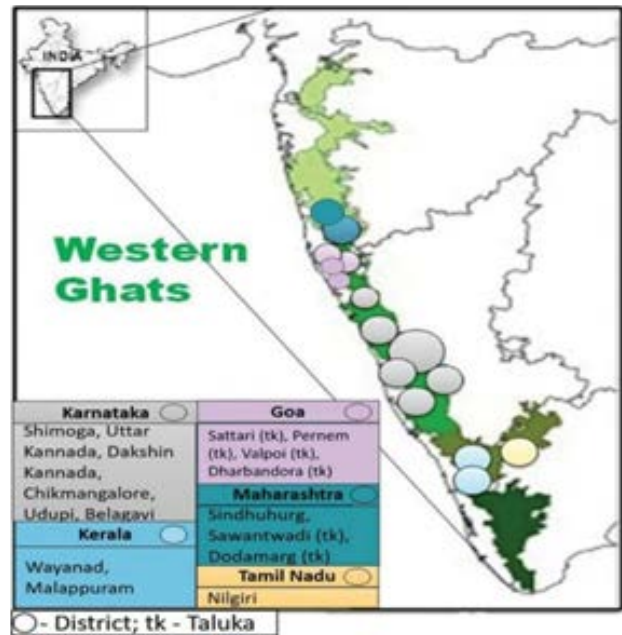 INDIA
Western
Ghats
Karnataka
Shimoga, Uttar
Kannada, Dakshin
Kannada,
Chikmangalore,
Udupi, Belagavi
Goa
Sattari (tk), Pernem
(tk), Valpoi (tk),
Dharbandora (tk)
Maharashtra
Sindhuhurg,
Sawantwadi (tk),
Dodamarg (tk)
Kerala
Wayanad,
Malappuram
Tamil Nadu
Nilgiri
- District; tk - Taluka